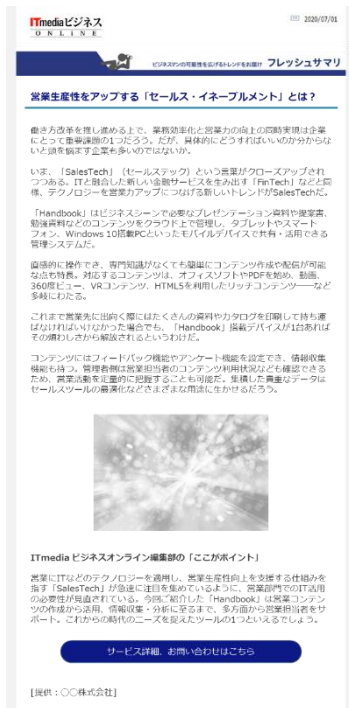 ITmediaビジネス
ONLINE
2020/07/01
ビジネスマンの可能性を広げるトレンドをお届け フレッシュサマリ
営業生産性をアップする「セールス・イネーブルメント」とは？
働き方改革を推し進める上で、業務効率化と営業力の向上の同時実現は企業
にとって重要課題の1つだろう。だが、具体的にどうすればいいのか分からな
いと頭を悩ます企業も多いのではないか。
いま、「SalesTech」（セールステック）という言葉がクローズアップされ
つつある。ITと融合した新しい金融サービスを生み出す「FinTech」などと同
様、テクノロジーを営業力アップにつなげる新しいトレンドがSalesTechだ。
「Handbook」はビジネスシーンで必要なプレゼンテーション資料や提案書、
勉強資料などのコンテンツをクラウド上で管理し、タブレットやスマート
フォン、Windows 10搭載PCといったモバイルデバイスで共有・活用できる
管理システムだ。
直感的に操作でき、専門知識がなくても簡単にコンテンツ作成や配信が可能
な点も特長。対応するコンテンツは、オフィスソフトやPDFを始め、動画、
360度ビュー、VRコンテンツ、HTML5を利用したリッチコンテンツ――など
多岐にわたる。
これまで営業先に出向く際にはたくさんの資料やカタログを印刷して持ち運
ばなければいけなかった場合でも、「Handbook」搭載デバイスが1台あれば
その煩わしさから解放されるというわけだ。
コンテンツにはフィードバック機能やアンケート機能を設定でき、情報収集
機能も持つ。管理者側は営業担当者のコンテンツ利用状況なども確認できる
ため、営業活動を定量的に把握することも可能だ。集積した貴重なデータは
セールスツールの最適化などさまざまな用途に生かせるだろう。
ITmedia ビジネスオンライン編集部の「ここがポイント」
営業にITなどのテクノロジーを適用し、営業生産性向上を支援する仕組みを
指す「SalesTech」が急速に注目を集めているように、営業部門でのIT活用
の必要性が見直されている。今回ご紹介した「Handbook」は営業コンテン
ツの作成から活用、情報収集・分析に至るまで、多方面から営業担当者をサ
ポート。これからの時代のニーズを捉えたツールの1つといえるでしょう。
サービス詳細、お問い合わせはこちら
[提供：○○株式会社]